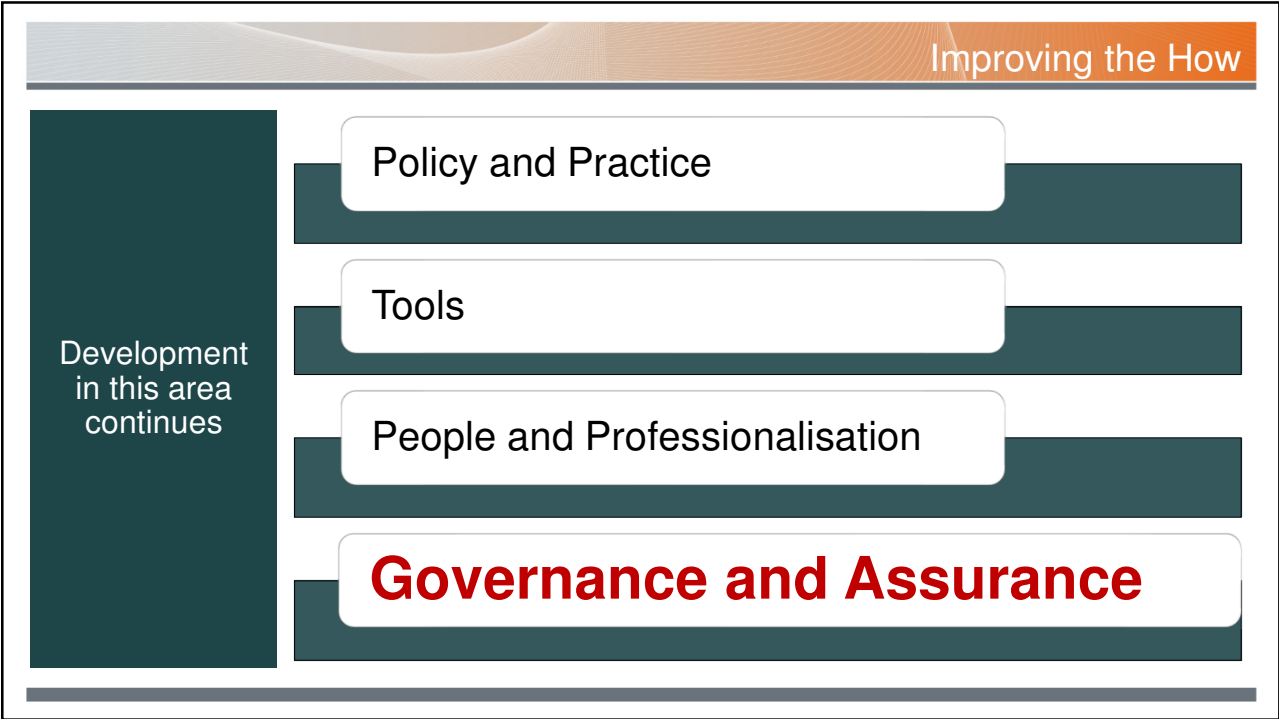 Improving the How
Development
in this area
continues
Policy and Practice
Tools
People and Professionalisation
Governance and Assurance